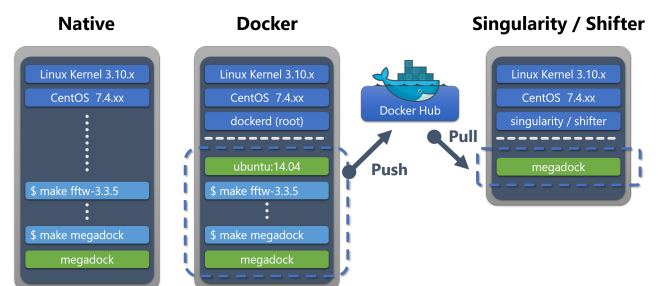 Native
Linux Kernel 3.10.x
CentOS 7.4.xx
$ make fftw-3.3.5
$ make megadock
megadock
Docker
Linux Kernel 3.10.x
CentOS 7.4.xx
dockerd (root)
ubuntu:14.04
$ make fftw-3.3.5
$ make megadock
megadock
Docker Hub
Push
Pull
Singularity / Shifter
Linux Kernel 3.10.x
CentOS 7.4.xx
singularity / shifter
megadock